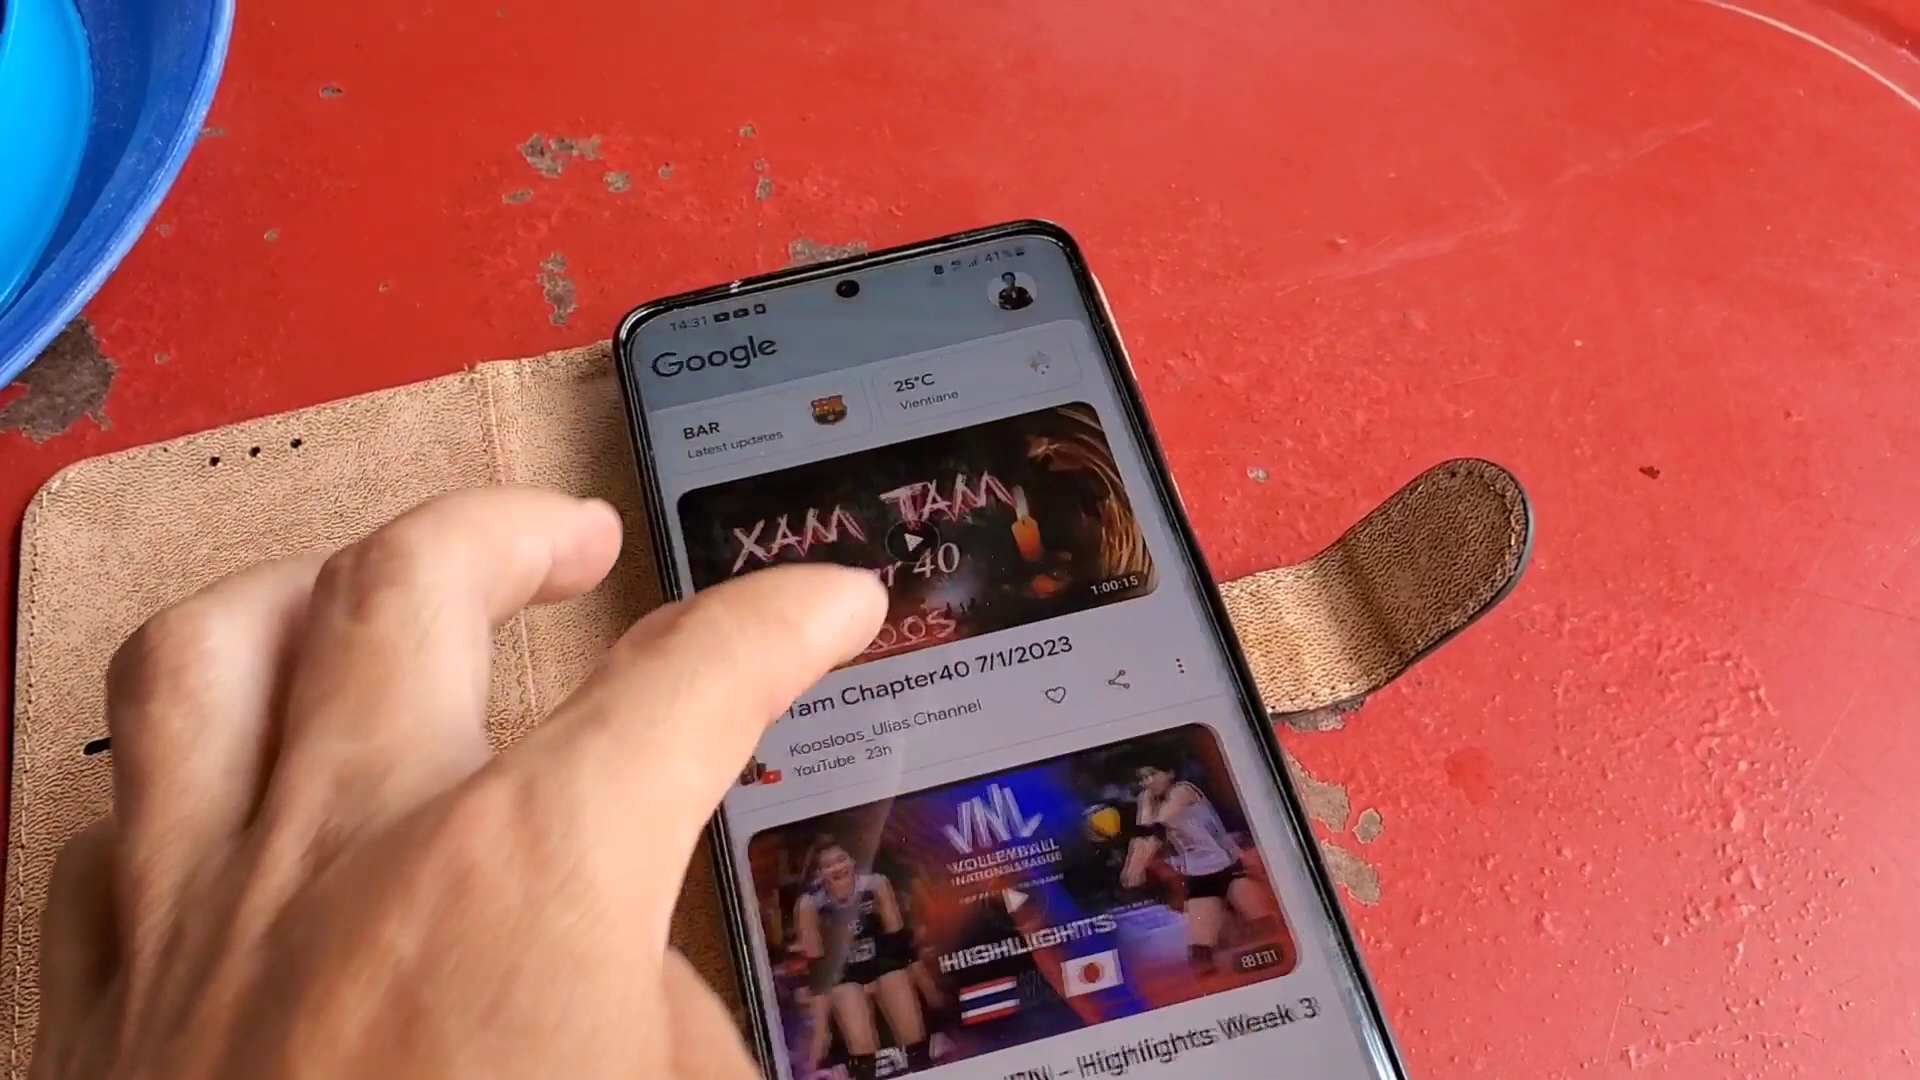 14:31
41%
Google
BAR
Latest updates
25°C
Vientiane
XAM TAM
40
1:00:15
Tam Chapter40 7/1/2023
Koosloos_Ulias Channel
YouTube 23h
VNL
VOLLEYBALL
NATIONS LEAGUE
HIGHLIGHTS
- Highlights Week 3